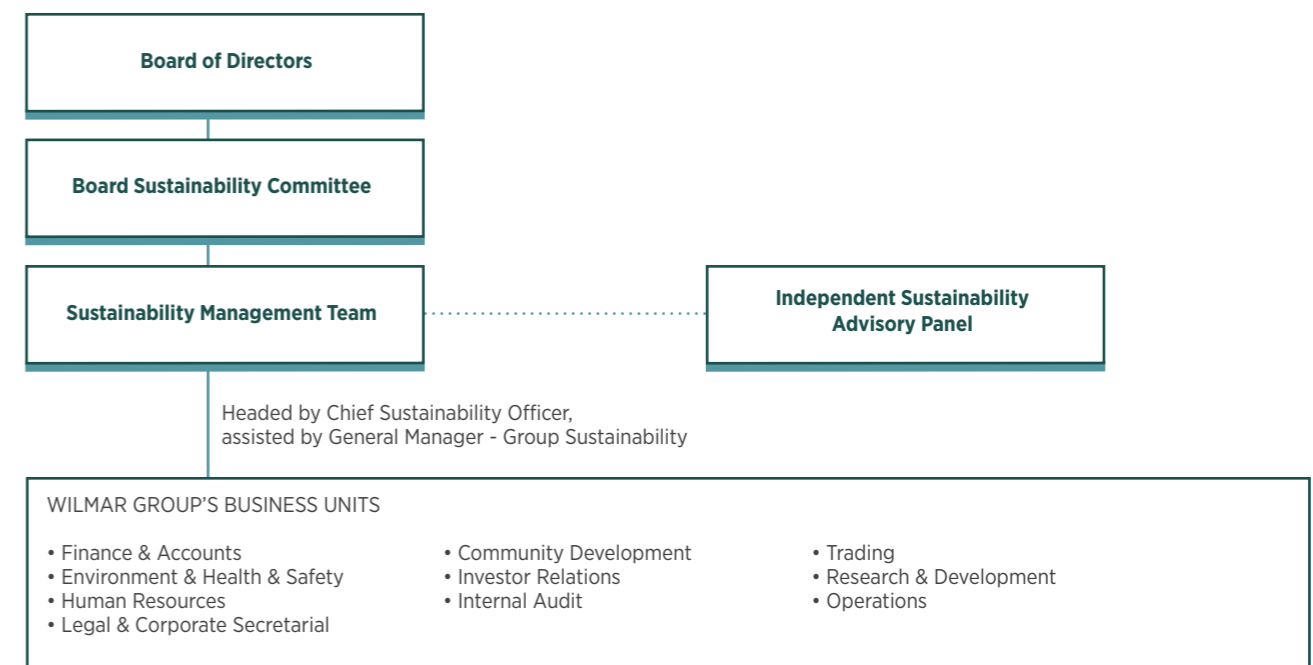 Board of Directors
Board Sustainability Committee
Sustainability Management Team
Independent Sustainability
Advisory Panel
Headed by Chief Sustainability Officer,
assisted by General Manager - Group Sustainability
WILMAR GROUP’S BUSINESS UNITS
• Finance & Accounts
• Environment & Health & Safety
• Human Resources
• Legal & Corporate Secretarial
• Community Development
• Investor Relations
• Internal Audit
• Trading
• Research & Development
• Operations